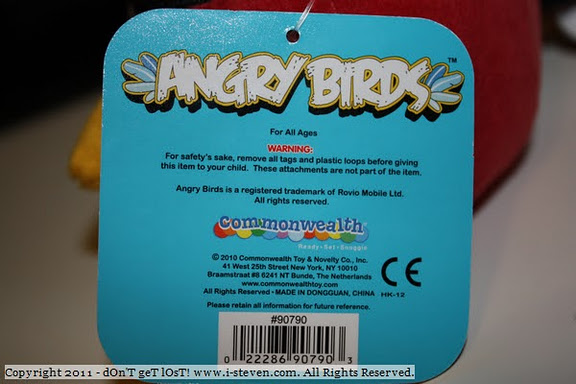 ANGRY BIRDS™
For All Ages
WARNING:
For safety's sake, remove all tags and plastic loops before giving
this item to your child. These attachments are not part of the item.
Angry Birds is a registered trademark of Rovio Mobile Ltd.
All rights reserved.
Commonwealth®
Ready • Set • Snuggle
© 2010 Commonwealth Toy & Novelty Co., Inc.
41 West 25th Street New York, NY 10010
Braamstraat #8 6241 NT Bunde, The Netherlands
www.commonwealthtoy.com
All Rights Reserved • MADE IN DONGGUAN, CHINA HK-12
CE
Please retain all information for future reference.
#90790
0 22286 90790 3
Copyright 2011 - dON'T geT lOsT! www.i-steven.com. All Rights Reserved.